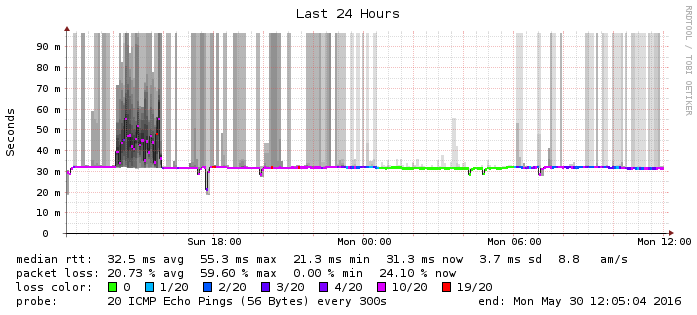 Last 24 Hours
RRDTOOL / TOBI OETIKER
Seconds
90 m
80 m
70 m
60 m
50 m
40 m
30 m
20 m
10 m
0
Sun 18:00 Mon 00:00 Mon 06:00 Mon 12:00
median rtt: 32.5 ms avg 55.3 ms max 21.3 ms min 31.3 ms now 3.7 ms sd 8.8 am/s
packet loss: 20.73 % avg 59.60 % max 0.00 % min 24.10 % now
loss color: 0 1/20 2/20 3/20 4/20 10/20 19/20
probe: 20 ICMP Echo Pings (56 Bytes) every 300s end: Mon May 30 12:05:04 2016